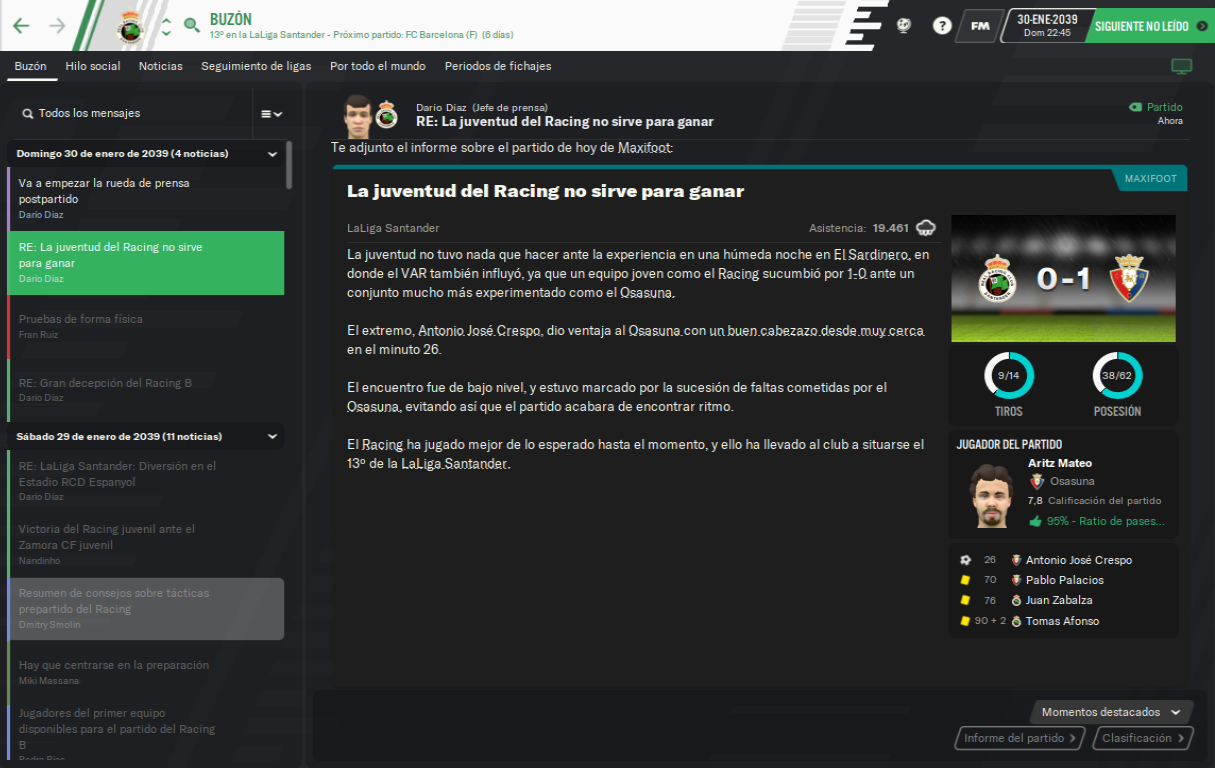 BUZÓN
13º en la LaLiga Santander - Próximo partido: FC Barcelona (F) (6 días)
?
FM
30-ENE-2039
Dom 22:45
SIGUIENTE NO LEÍDO
Buzón
Hilo social
Noticias
Seguimiento de ligas
Por todo el mundo
Periodos de fichajes
Todos los mensajes
Domingo 30 de enero de 2039 (4 noticias)
Va a empezar la rueda de prensa
postpartido
Darío Díaz
RE: La juventud del Racing no sirve
para ganar
Darío Díaz
Pruebas de forma física
Fran Ruiz
RE: Gran decepción del Racing B
Darío Díaz
Sábado 29 de enero de 2039 (11 noticias)
RE: LaLiga Santander: Diversión en el
Estadio RCD Espanyol
Darío Díaz
Victoria del Racing juvenil ante el
Zamora CF juvenil
Nandinho
Resumen de consejos sobre tácticas
prepartido del Racing
Dmitry Smolin
Hay que centrarse en la preparación
Miki Massana
Jugadores del primer equipo
disponibles para el partido del Racing
B
Darío Díaz (Jefe de prensa)
RE: La juventud del Racing no sirve para ganar
Partido
Ahora
Te adjunto el informe sobre el partido de hoy de Maxifoot:
MAXIFOOT
La juventud del Racing no sirve para ganar
LaLiga Santander
Asistencia: 19.461
La juventud no tuvo nada que hacer ante la experiencia en una húmeda noche en El Sardinero, en
donde el VAR también influyó, ya que un equipo joven como el Racing sucumbió por 1-0 ante un
conjunto mucho más experimentado como el Osasuna.
El extremo, Antonio José Crespo, dio ventaja al Osasuna con un buen cabezazo desde muy cerca
en el minuto 26.
El encuentro fue de bajo nivel, y estuvo marcado por la sucesión de faltas cometidas por el
Osasuna, evitando así que el partido acabara de encontrar ritmo.
El Racing ha jugado mejor de lo esperado hasta el momento, y ello ha llevado al club a situarse el
13º de la LaLiga Santander.
0 - 1
9/14
TIROS
38/62
POSESIÓN
JUGADOR DEL PARTIDO
Aritz Mateo
Osasuna
7,8 Calificación del partido
95% - Ratio de pases...
26 Antonio José Crespo
70 Pablo Palacios
76 Juan Zabalza
90 + 2 Tomas Afonso
Momentos destacados
Informe del partido
Clasificación